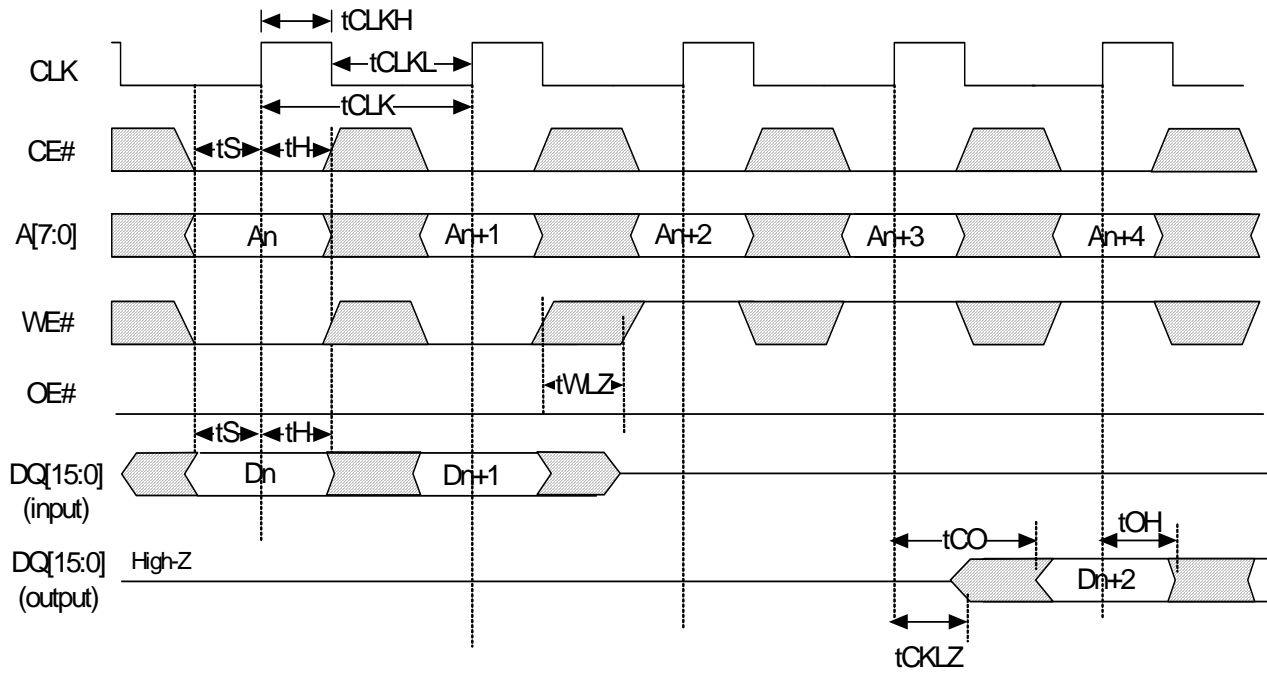 tCLKH
CLK
tCLKL
tCLK
CE#
tS
tH
A[7:0]
An
An+1
An+2
An+3
An+4
WE#
tWLZ
OE#
tS
tH
DQ[15:0]
(input)
Dn
Dn+1
DQ[15:0]
(output)
High-Z
tCO
tOH
Dn+2
tCKLZ